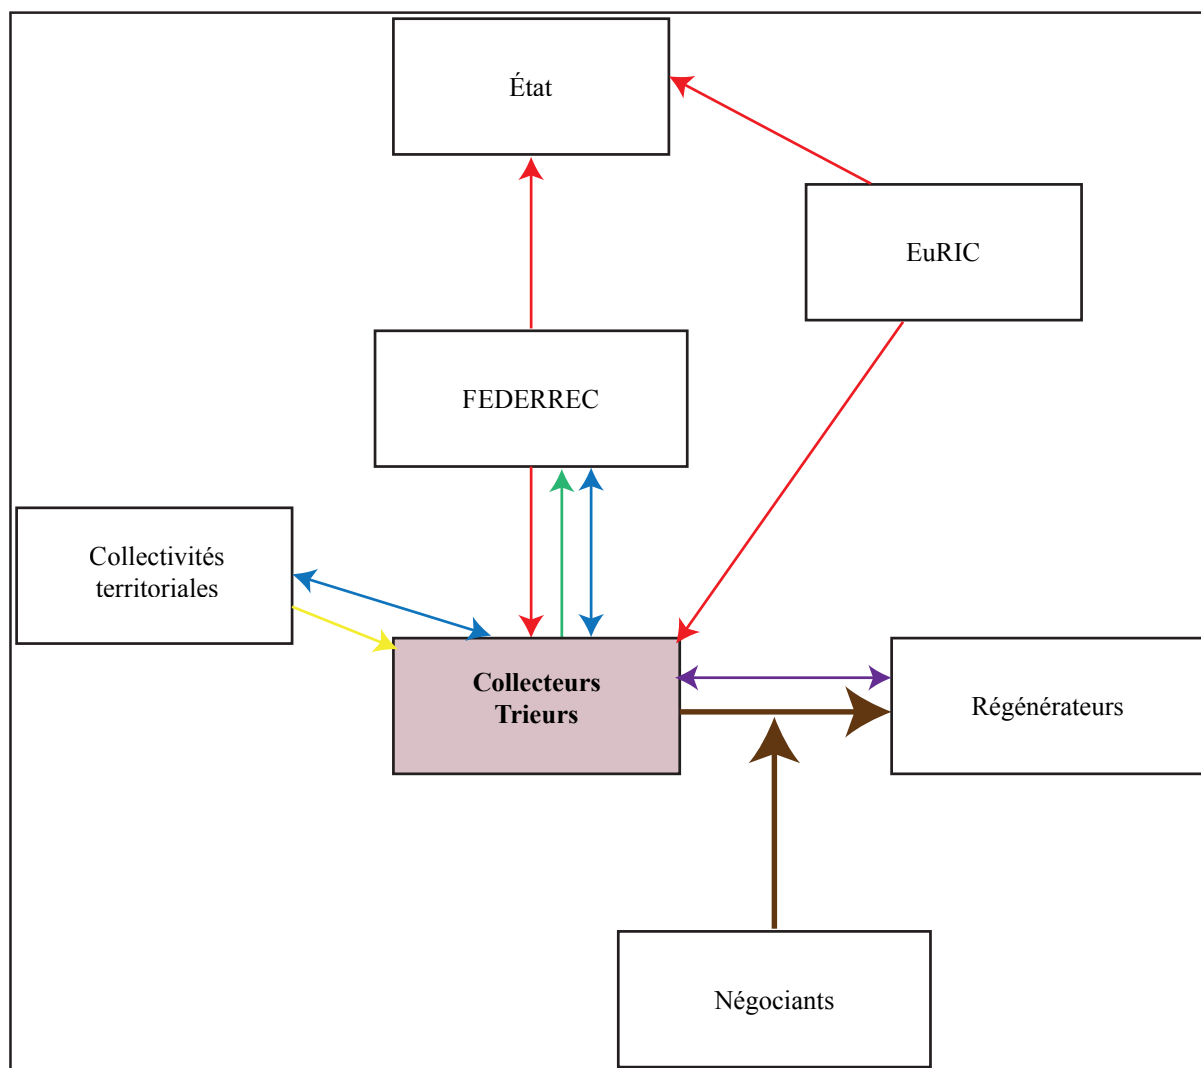 État
EuRIC
FEDERREC
Collectivités
territoriales
Collecteurs
Trieurs
Régénérateurs
Négociants